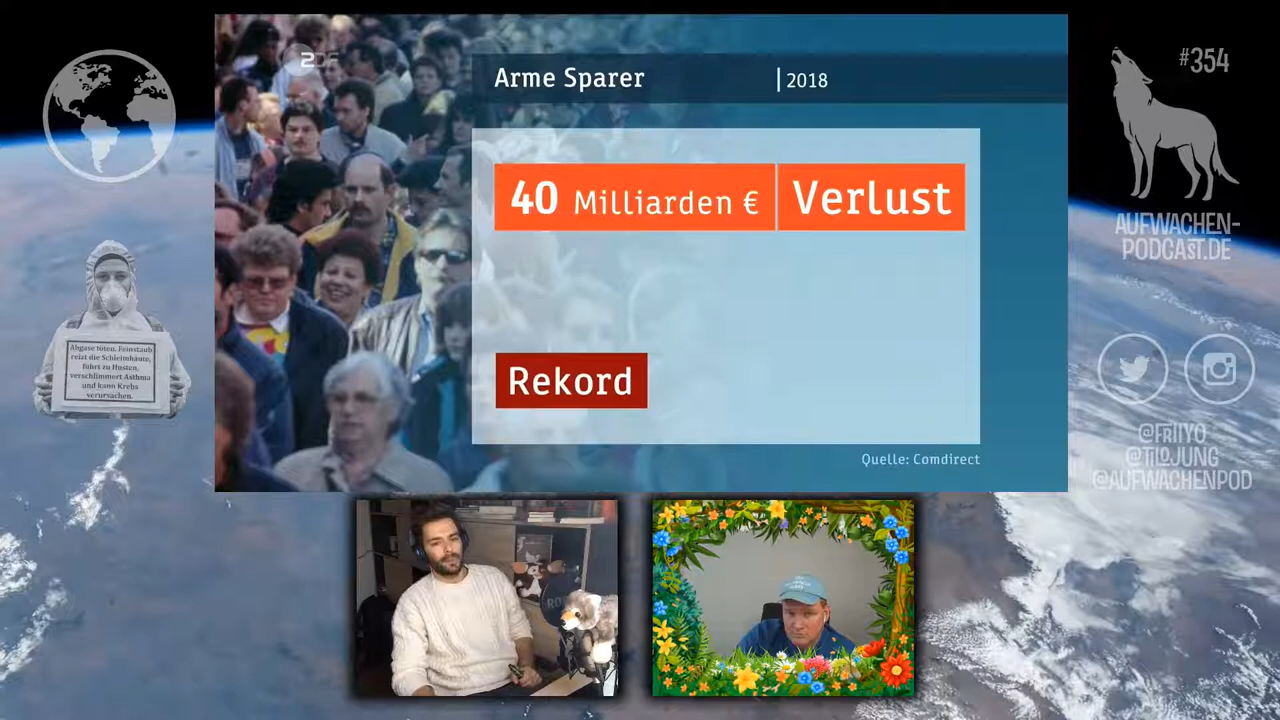 ZDF
Arme Sparer
2018
40 Milliarden € Verlust
Rekord
Quelle: Comdirect
#354
AUFWACHEN-
PODCAST.DE
@FRIIYO
@TILOJUNG
@AUFWACHENPOD
Abgase töten. Feinstaub
reizt die Schleimhäute,
führt zu Husten,
verschlimmert Asthma
und kann Krebs
verursachen.